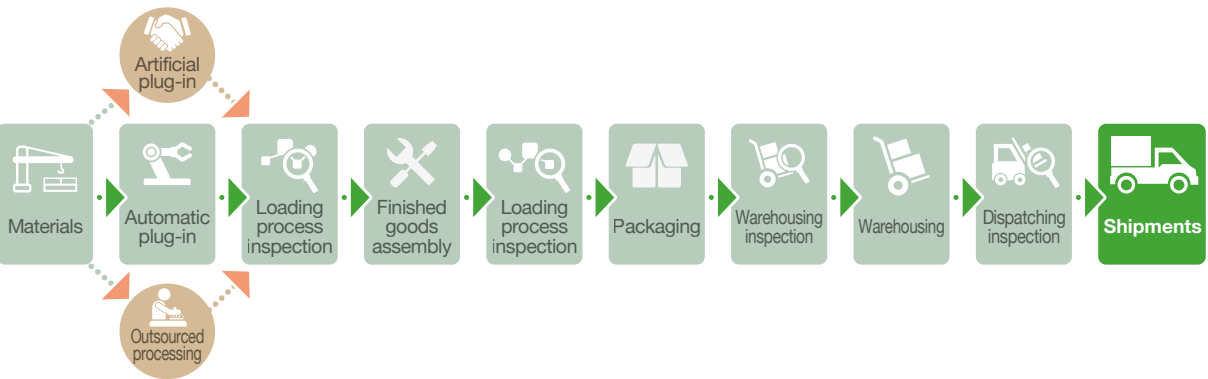 Artificial
plug-in
Materials
Automatic
plug-in
Loading
process
inspection
Finished
goods
assembly
Loading
process
inspection
Packaging
Warehousing
inspection
Warehousing
Dispatching
inspection
Shipments
Outsourced
processing